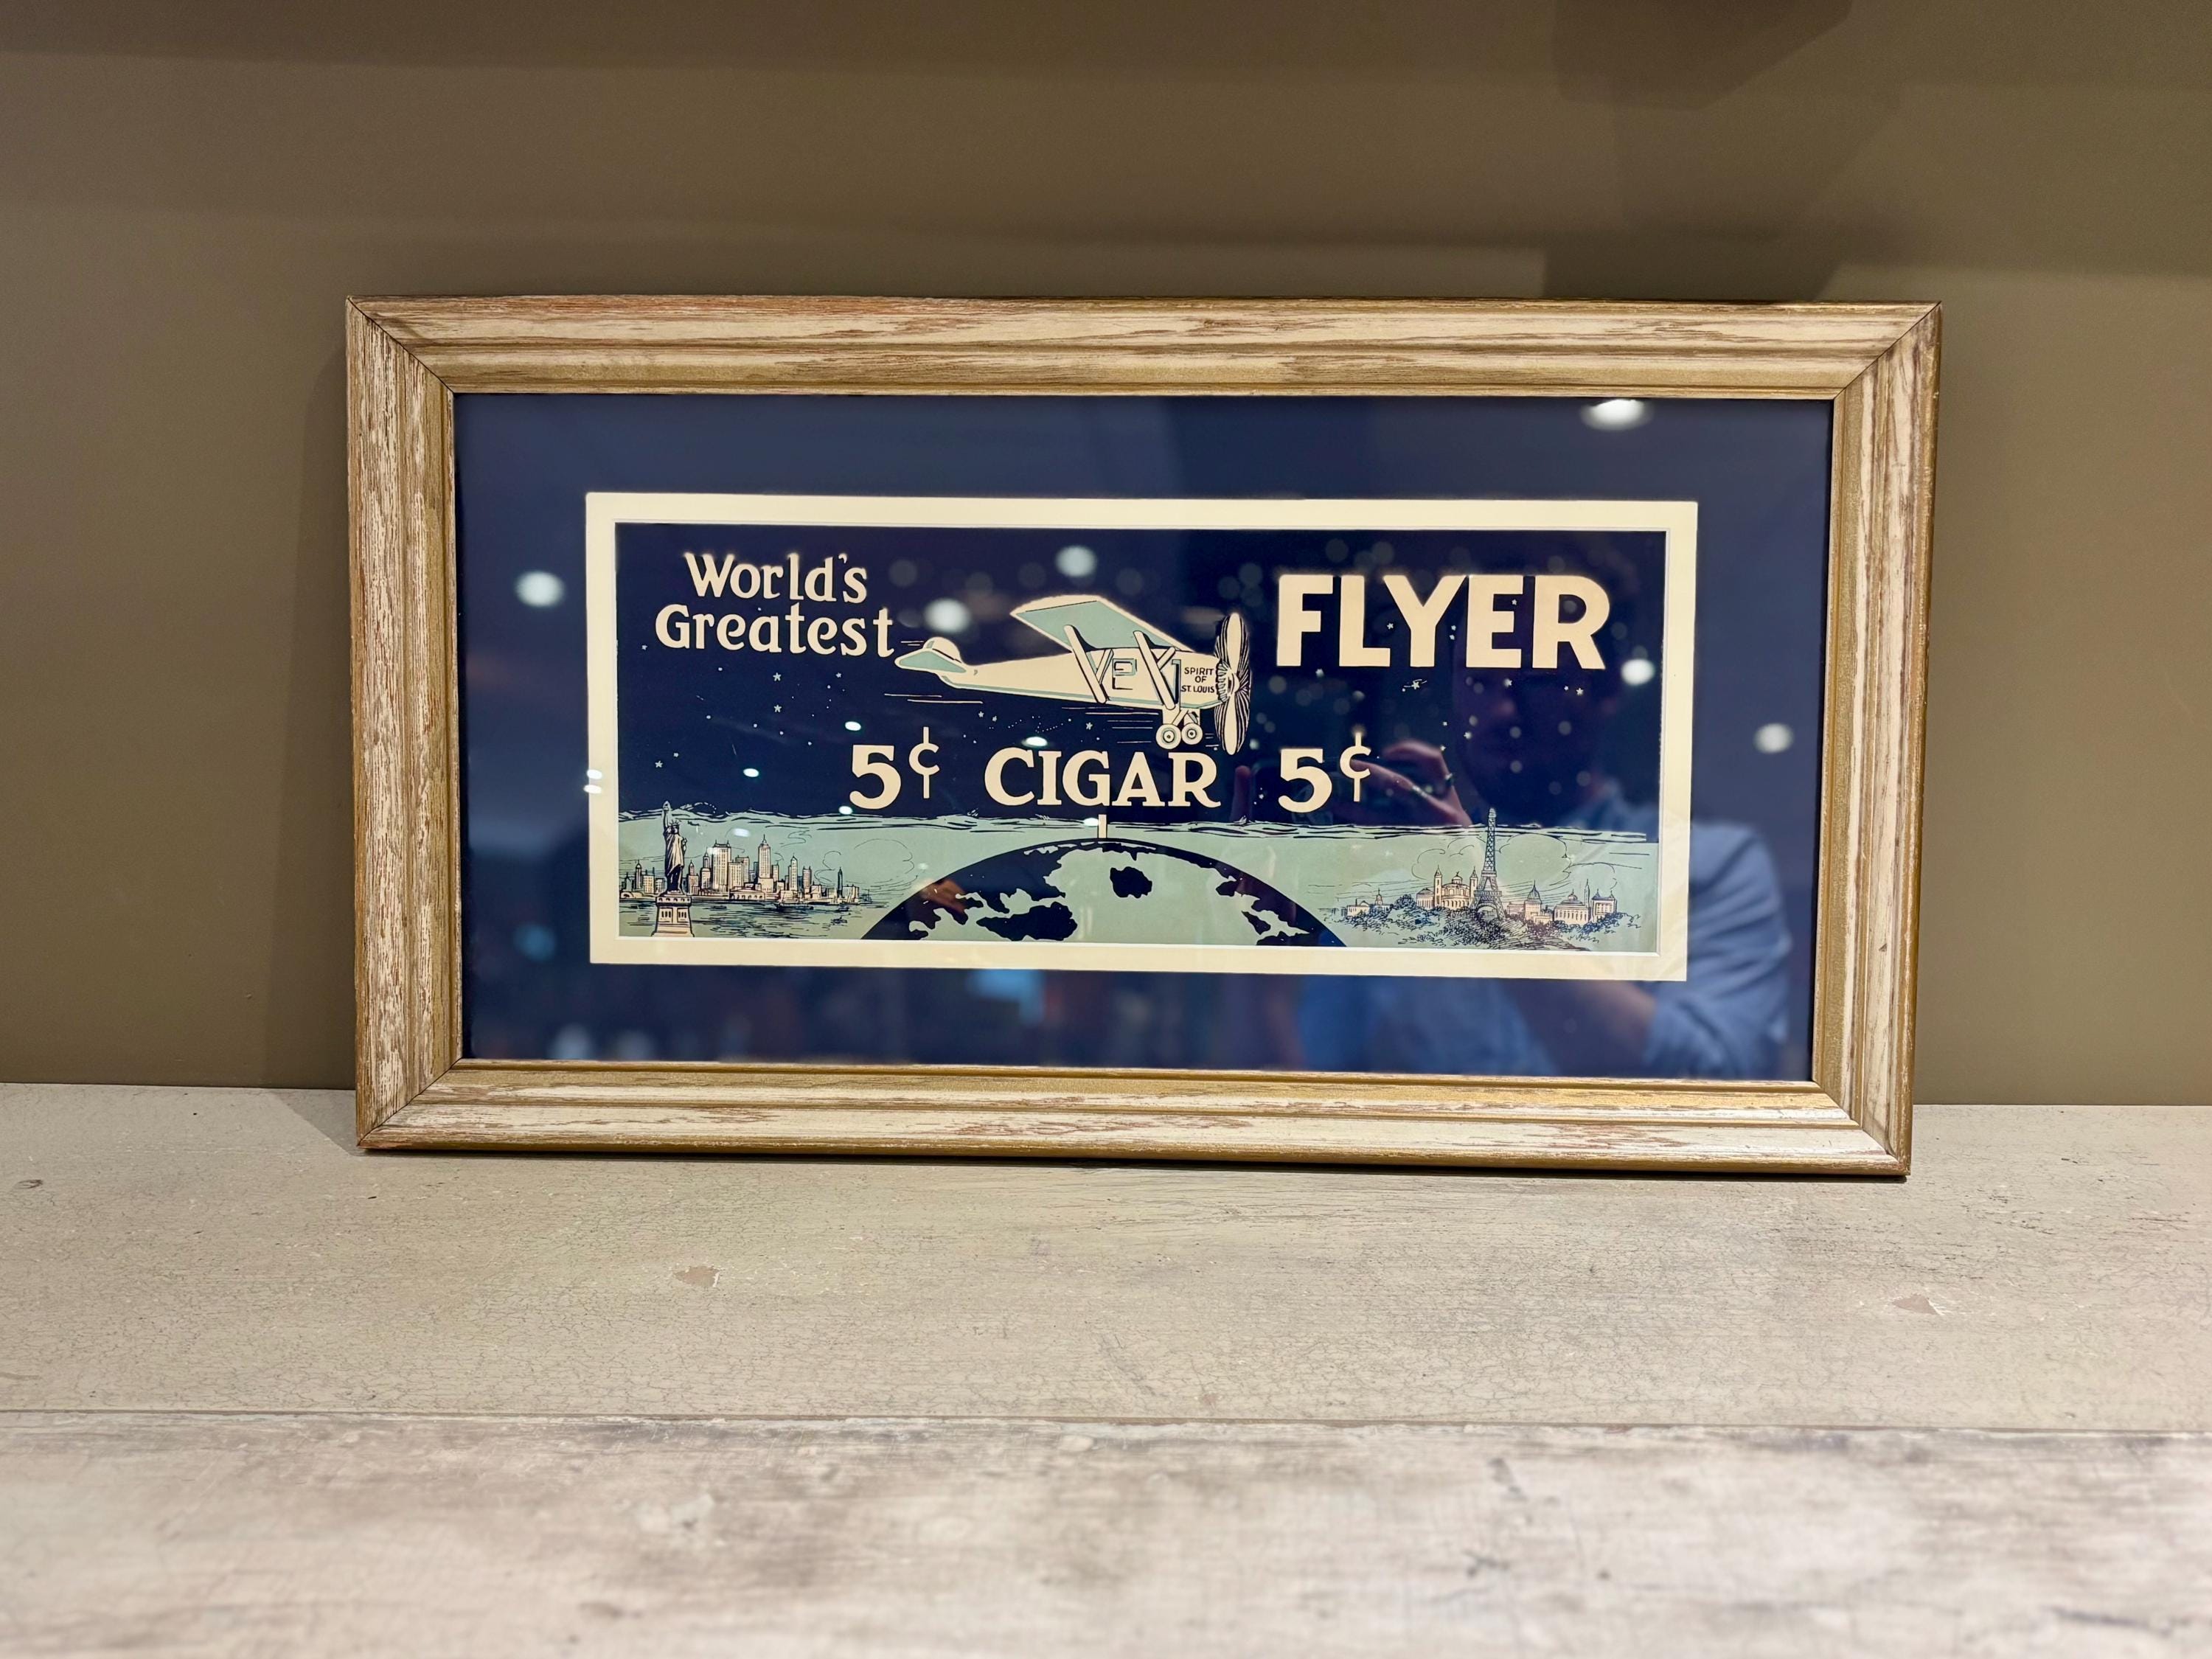 World's
Greatest
FLYER
SPIRIT
OF
ST. LOUIS
5¢ CIGAR 5¢